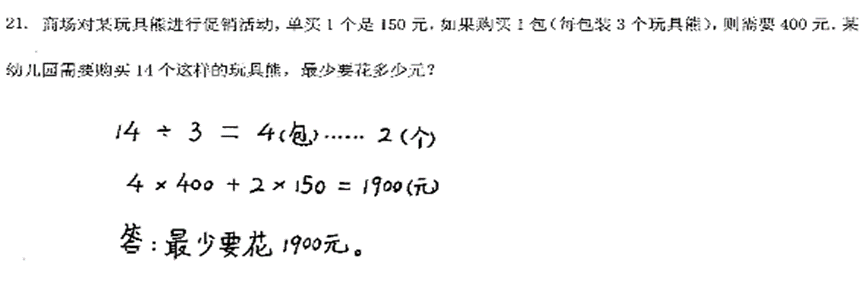 21. 商场对某玩具熊进行促销活动，单买 1 个是 150 元，如果购买 1 包（每包装 3 个玩具熊），则需要 400 元．某
幼儿园需要购买 14 个这样的玩具熊，最少要花多少元？
14 ÷ 3 = 4(包)…… 2(个)
4 × 400 + 2 × 150 = 1900(元)
答：最少要花 1900元。